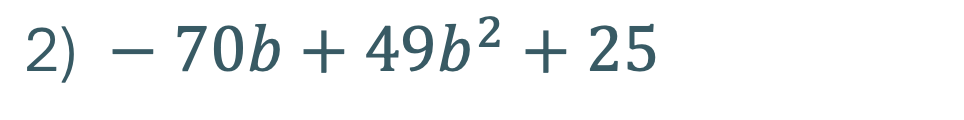 2) − 70b + 49b² + 25